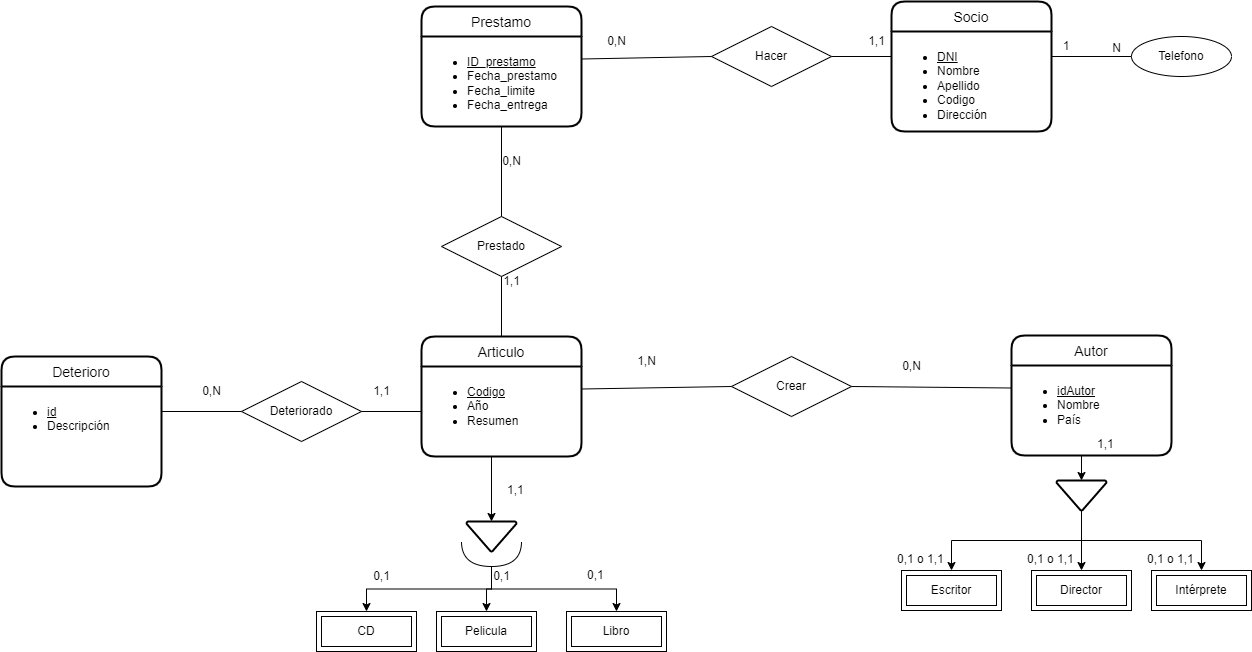 Prestamo
ID_prestamo
Fecha_prestamo
Fecha_limite
Fecha_entrega
0,N
Hacer
1,1
Socio
DNI
Nombre
Apellido
Codigo
Dirección
1
N
Telefono
0,N
Prestado
1,1
Deterioro
id
Descripción
0,N
Deteriorado
1,1
Articulo
Codigo
Año
Resumen
1,N
Crear
0,N
Autor
idAutor
Nombre
País
1,1
1,1
0,1
0,1
0,1
CD
Pelicula
Libro
0,1 o 1,1
0,1 o 1,1
0,1 o 1,1
Escritor
Director
Intérprete